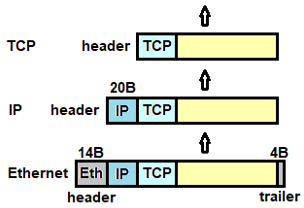 TCP header TCP
20B
IP header IP TCP
14B 4B
Ethernet Eth IP TCP
header trailer